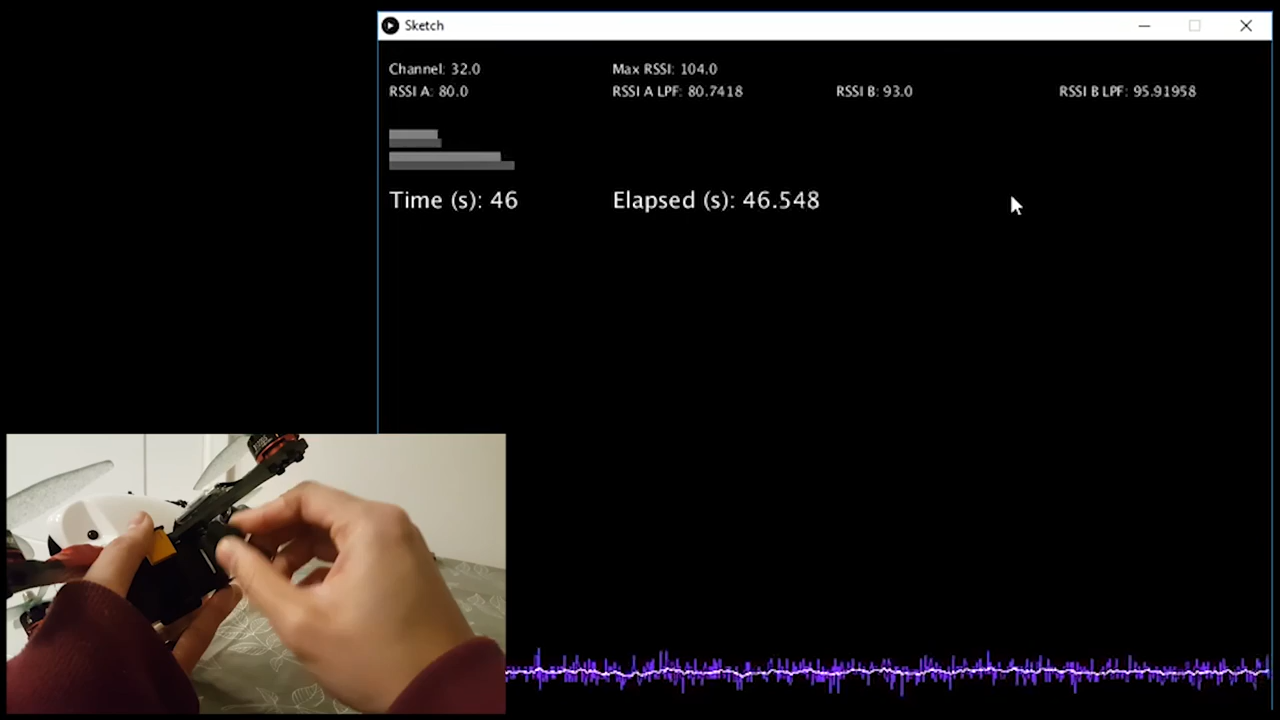 Sketch
Channel: 32.0 Max RSSI: 104.0
RSSI A: 80.0 RSSI A LPF: 80.7418 RSSI B: 93.0 RSSI B LPF: 95.91958
Time (s): 46 Elapsed (s): 46.548